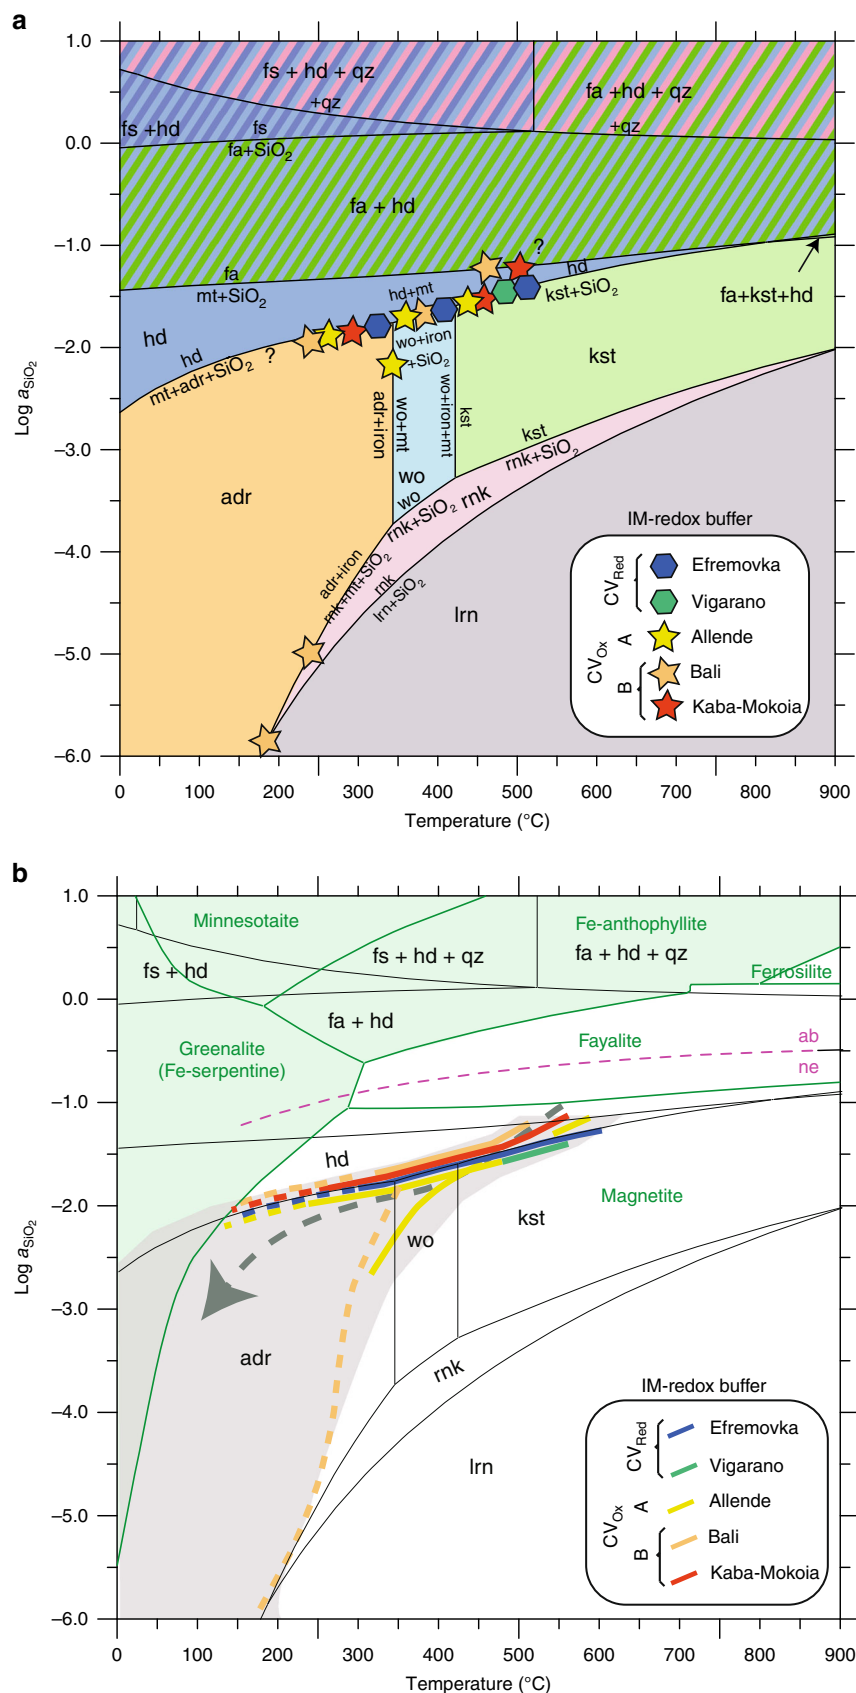 a
1.0
0.0
–1.0
–2.0
–3.0
–4.0
–5.0
–6.0
Log aSiO2
fs + hd + qz
+qz
fa +hd + qz
+qz
fs +hd
fs
fa+SiO2
fa + hd
?
fa
mt+SiO2
hd+mt
hd
kst+SiO2
fa+kst+hd
hd
hd
mt+adr+SiO2
?
wo+iron
+SiO2
kst
adr+iron
wo+mt
wo+iron+mt
kst
kst
rnk+SiO2
wo
wo
rnk+SiO2
rnk
adr
adr+iron
rnk+mt+SiO2
rnk
lrn+SiO2
lrn
IM-redox buffer
CVRed
Efremovka
Vigarano
CVOx
A
Allende
B
Bali
Kaba-Mokoia
0 100 200 300 400 500 600 700 800 900
Temperature (°C)
b
1.0
0.0
–1.0
–2.0
–3.0
–4.0
–5.0
–6.0
Log aSiO2
Minnesotaite
Fe-anthophyllite
fs + hd
fs + hd + qz
fa + hd + qz
Ferrosilite
fa + hd
Greenalite
(Fe-serpentine)
Fayalite
ab
ne
hd
Magnetite
kst
wo
adr
rnk
lrn
IM-redox buffer
CVRed
Efremovka
Vigarano
CVOx
A
Allende
B
Bali
Kaba-Mokoia
0 100 200 300 400 500 600 700 800 900
Temperature (°C)